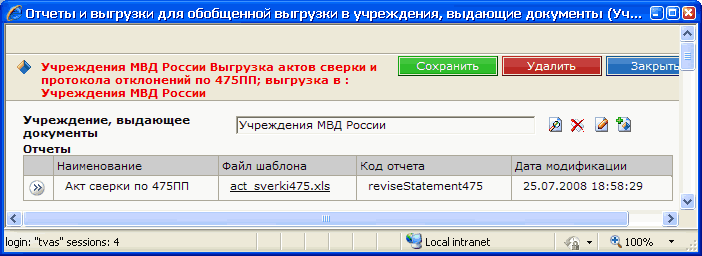 Отчеты и выгрузки для обобщенной выгрузки в учреждения, выдающие документы (Уч...
Учреждения МВД России Выгрузка актов сверки и
протокола отклонений по 475ПП; выгрузка в :
Учреждения МВД России
Сохранить Удалить Закрыть
Учреждение, выдающее
документы
Учреждения МВД России
Отчеты
Наименование Файл шаблона Код отчета Дата модификации
Акт сверки по 475ПП act_sverki475.xls reviseStatement475 25.07.2008 18:58:29
login: "tvas" sessions: 4 Local intranet 100%